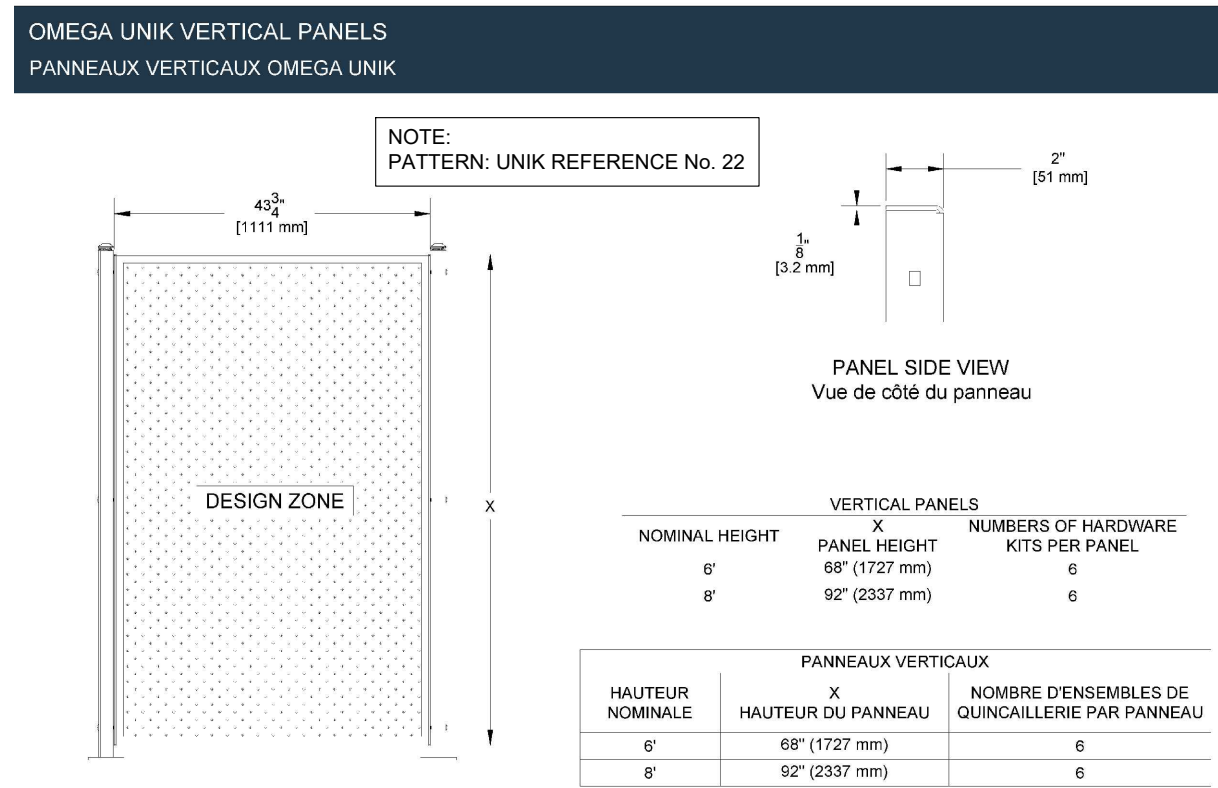 OMEGA UNIK VERTICAL PANELS
PANNEAUX VERTICAUX OMEGA UNIK
NOTE:
PATTERN: UNIK REFERENCE No. 22
43 3/4"
[1111 mm]
DESIGN ZONE
X
2"
[51 mm]
1/8"
[3.2 mm]
PANEL SIDE VIEW
Vue de côté du panneau
VERTICAL PANELS
NOMINAL HEIGHT X PANEL HEIGHT NUMBERS OF HARDWARE KITS PER PANEL
6' 68" (1727 mm) 6
8' 92" (2337 mm) 6
PANNEAUX VERTICAUX
HAUTEUR NOMINALE X HAUTEUR DU PANNEAU NOMBRE D'ENSEMBLES DE QUINCAILLERIE PAR PANNEAU
6' 68" (1727 mm) 6
8' 92" (2337 mm) 6